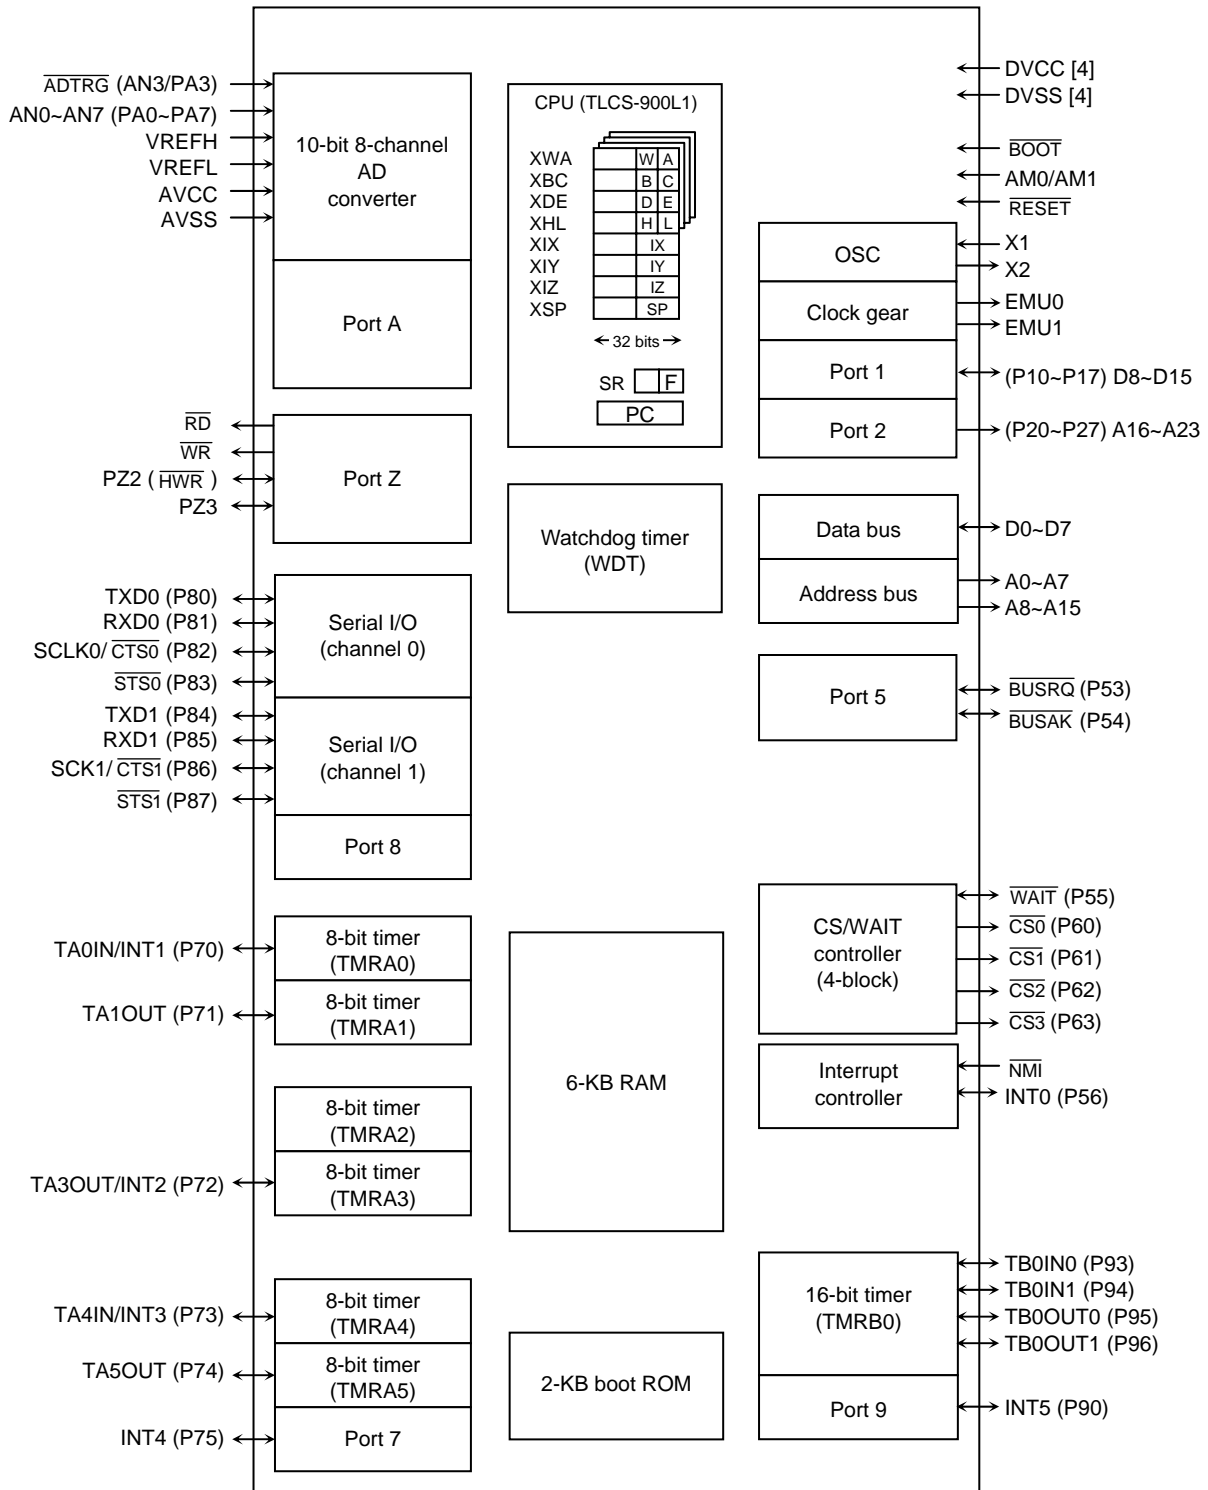 ADTRG (AN3/PA3)
AN0~AN7 (PA0~PA7)
VREFH
VREFL
AVCC
AVSS
10-bit 8-channel
AD
converter
Port A
RD
WR
PZ2 ( HWR )
PZ3
Port Z
TXD0 (P80)
RXD0 (P81)
SCLK0/ CTS0 (P82)
STS0 (P83)
Serial I/O
(channel 0)
TXD1 (P84)
RXD1 (P85)
SCK1/ CTS1 (P86)
STS1 (P87)
Serial I/O
(channel 1)
Port 8
TA0IN/INT1 (P70)
8-bit timer
(TMRA0)
TA1OUT (P71)
8-bit timer
(TMRA1)
8-bit timer
(TMRA2)
TA3OUT/INT2 (P72)
8-bit timer
(TMRA3)
TA4IN/INT3 (P73)
8-bit timer
(TMRA4)
TA5OUT (P74)
8-bit timer
(TMRA5)
INT4 (P75)
Port 7
CPU (TLCS-900L1)
XWA W A
XBC B C
XDE D E
XHL H L
XIX IX
XIY IY
XIZ IZ
XSP SP
32 bits
SR F
PC
Watchdog timer
(WDT)
6-KB RAM
2-KB boot ROM
DVCC [4]
DVSS [4]
BOOT
AM0/AM1
RESET
OSC
X1
X2
Clock gear
EMU0
EMU1
Port 1
(P10~P17) D8~D15
Port 2
(P20~P27) A16~A23
Data bus
D0~D7
Address bus
A0~A7
A8~A15
Port 5
BUSRQ (P53)
BUSAK (P54)
CS/WAIT
controller
(4-block)
WAIT (P55)
CS0 (P60)
CS1 (P61)
CS2 (P62)
CS3 (P63)
Interrupt
controller
NMI
INT0 (P56)
16-bit timer
(TMRB0)
TB0IN0 (P93)
TB0IN1 (P94)
TB0OUT0 (P95)
TB0OUT1 (P96)
Port 9
INT5 (P90)